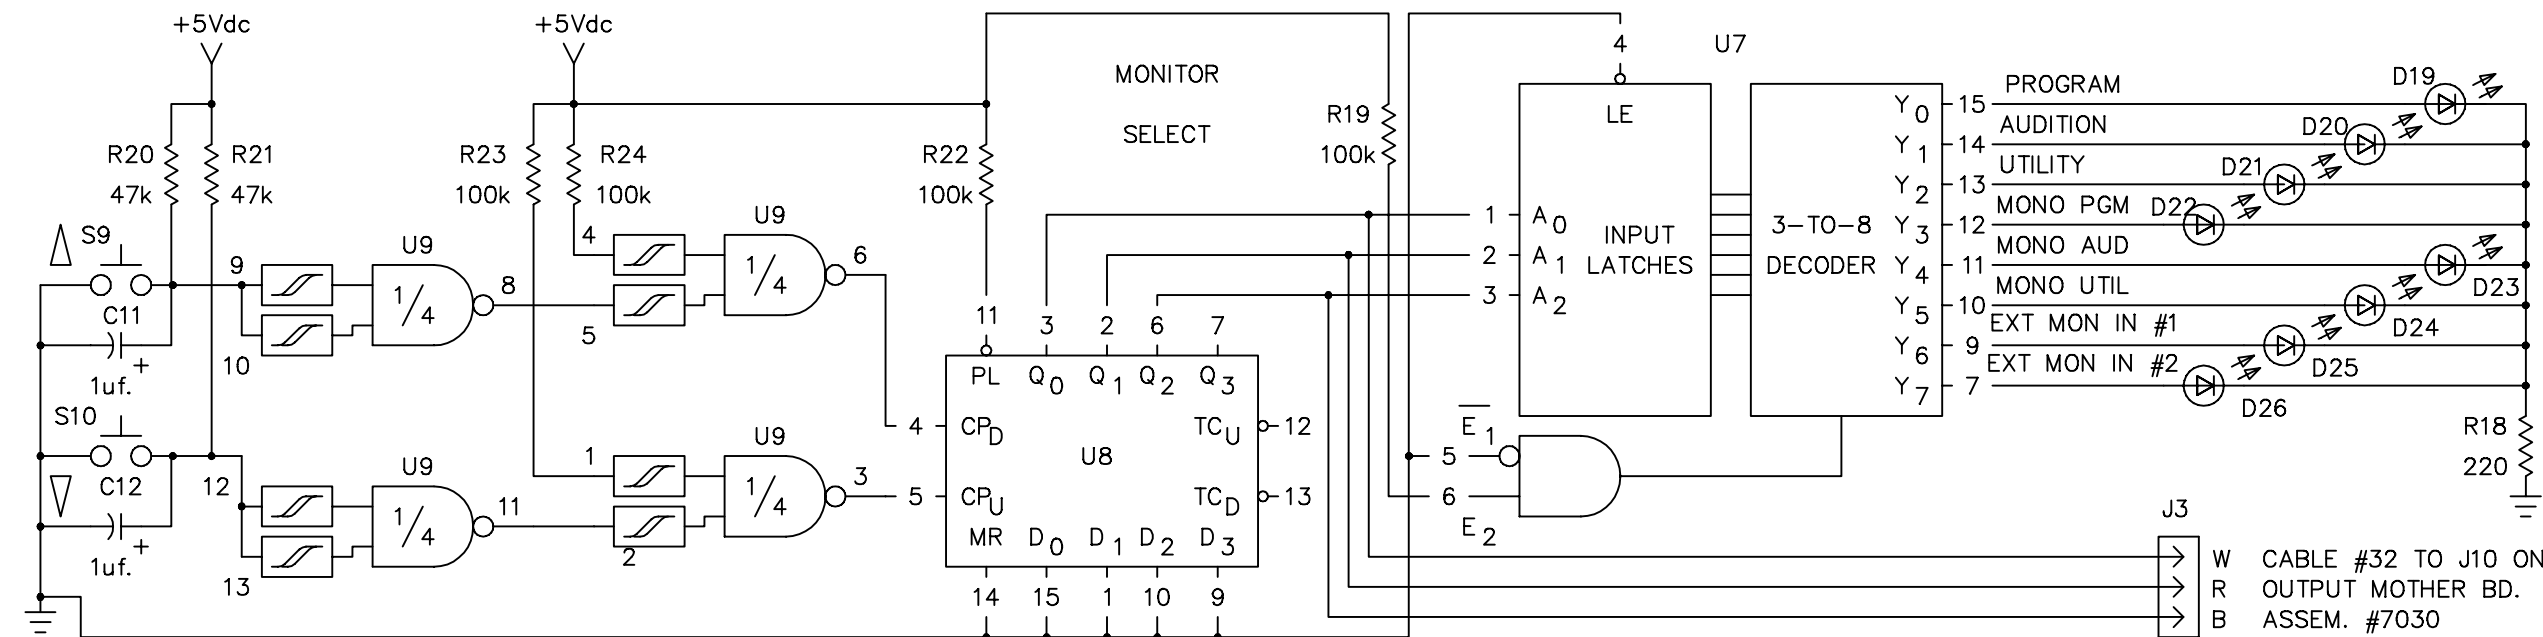 +5Vdc
+5Vdc
MONITOR
SELECT
R20
47k
R21
47k
R23
100k
R24
100k
R22
100k
R19
100k
S9
C11
1uf.
+
S10
C12
1uf.
+
9
10
U9
1/4
8
12
13
U9
1/4
11
4
5
U9
1/4
6
1
2
U9
1/4
3
11
3
2
6
7
PL
Q0
Q1
Q2
Q3
4
CPD
TCU
12
U8
5
CPU
TCD
13
MR
D0
D1
D2
D3
14
15
1
10
9
4
U7
LE
1
A0
2
A1
3
A2
INPUT
LATCHES
3-TO-8
DECODER
E1
5
6
E2
Y0
15
PROGRAM
D19
Y1
14
AUDITION
D20
Y2
13
UTILITY
D21
Y3
12
MONO PGM
D22
Y4
11
MONO AUD
D23
Y5
10
MONO UTIL
D24
Y6
9
EXT MON IN #1
D25
Y7
7
EXT MON IN #2
D26
R18
220
J3
W CABLE #32 TO J10 ON
R OUTPUT MOTHER BD.
B ASSEM. #7030